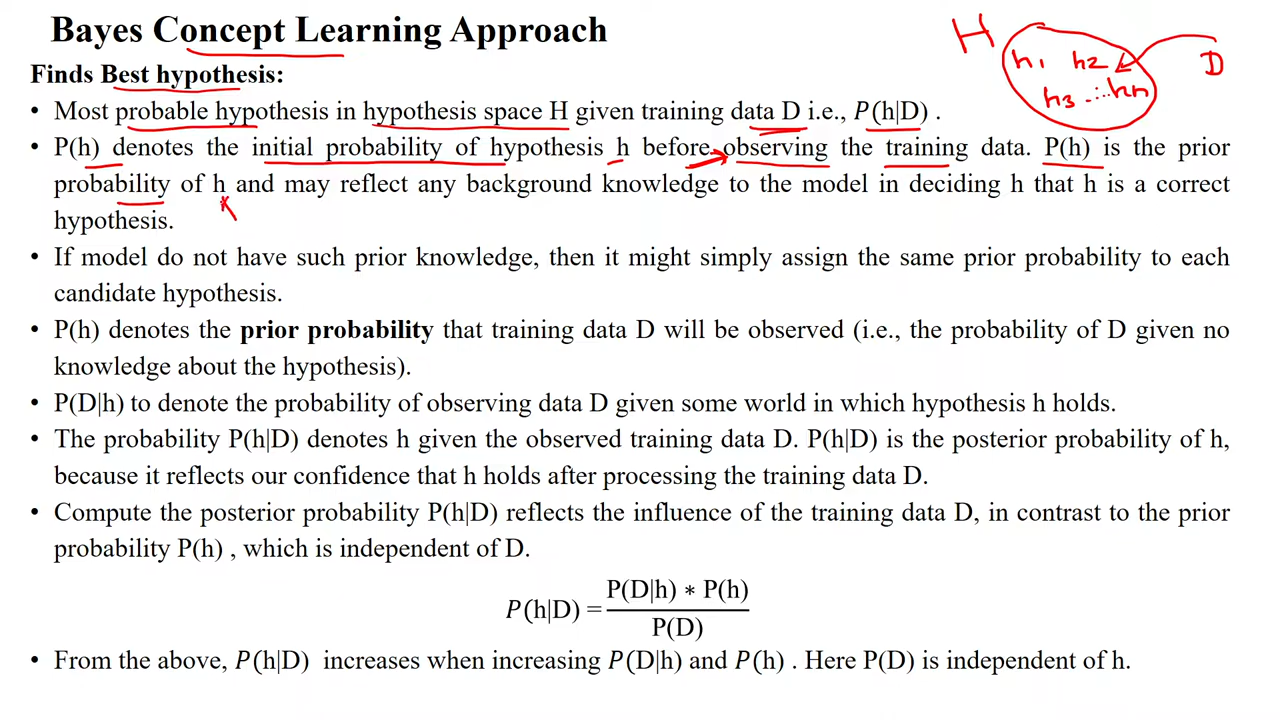 Bayes Concept Learning Approach
H
h1 h2
D
h3 ... hn
Finds Best hypothesis:
• Most probable hypothesis in hypothesis space H given training data D i.e., P(h|D) .
• P(h) denotes the initial probability of hypothesis h before observing the training data. P(h) is the prior
probability of h and may reflect any background knowledge to the model in deciding h that h is a correct
hypothesis.
• If model do not have such prior knowledge, then it might simply assign the same prior probability to each
candidate hypothesis.
• P(h) denotes the prior probability that training data D will be observed (i.e., the probability of D given no
knowledge about the hypothesis).
• P(D|h) to denote the probability of observing data D given some world in which hypothesis h holds.
• The probability P(h|D) denotes h given the observed training data D. P(h|D) is the posterior probability of h,
because it reflects our confidence that h holds after processing the training data D.
• Compute the posterior probability P(h|D) reflects the influence of the training data D, in contrast to the prior
probability P(h) , which is independent of D.
P(D|h) ∗ P(h)
P(h|D) =
P(D)
• From the above, P(h|D) increases when increasing P(D|h) and P(h) . Here P(D) is independent of h.